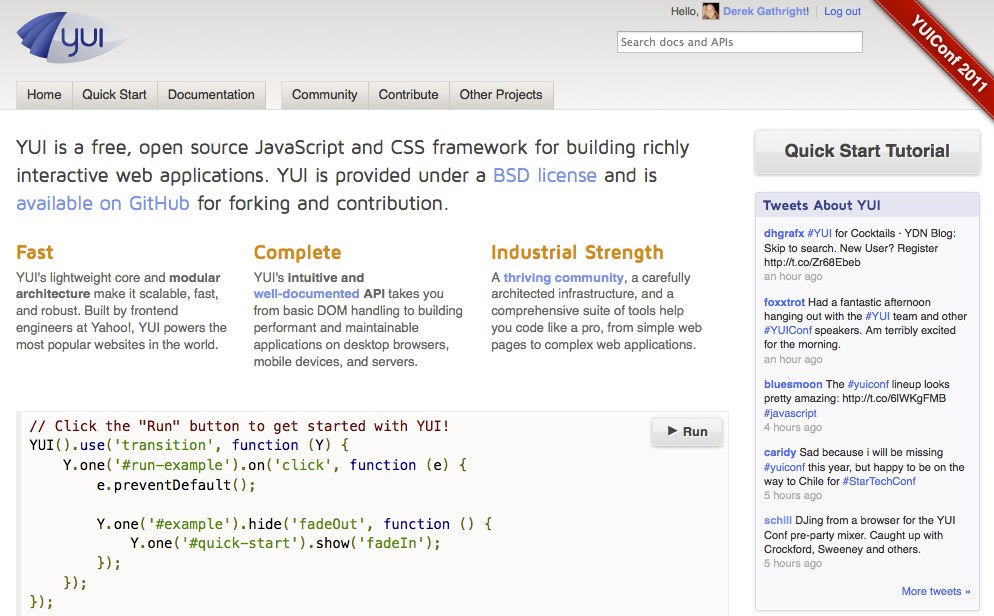 Hello, Derek Gathright! | Log out
YUIConf 2011
yui
Search docs and APIs
Home Quick Start Documentation Community Contribute Other Projects
YUI is a free, open source JavaScript and CSS framework for building richly
interactive web applications. YUI is provided under a BSD license and is
available on GitHub for forking and contribution.
Fast
YUI's lightweight core and modular
architecture make it scalable, fast,
and robust. Built by frontend
engineers at Yahoo!, YUI powers the
most popular websites in the world.
Complete
YUI's intuitive and
well-documented API takes you
from basic DOM handling to building
performant and maintainable
applications on desktop browsers,
mobile devices, and servers.
Industrial Strength
A thriving community, a carefully
architected infrastructure, and a
comprehensive suite of tools help
you code like a pro, from simple web
pages to complex web applications.
// Click the "Run" button to get started with YUI!
YUI().use('transition', function (Y) {
    Y.one('#run-example').on('click', function (e) {
        e.preventDefault();
        Y.one('#example').hide('fadeOut', function () {
            Y.one('#quick-start').show('fadeIn');
        });
    });
});
▶ Run
Quick Start Tutorial
Tweets About YUI
dhgrafx #YUI for Cocktails · YDN Blog:
Skip to search. New User? Register
http://t.co/Zr68Ebeb
an hour ago
foxxtrot Had a fantastic afternoon
hanging out with the #YUI team and other
#YUIConf speakers. Am terribly excited
for the morning.
an hour ago
bluesmoon The #yuiconf lineup looks
pretty amazing: http://t.co/6lWKgFMB
#javascript
4 hours ago
caridy Sad because i will be missing
#yuiconf this year, but happy to be on the
way to Chile for #StarTechConf
5 hours ago
schill DJing from a browser for the YUI
Conf pre-party mixer. Caught up with
Crockford, Sweeney and others.
5 hours ago
More tweets »